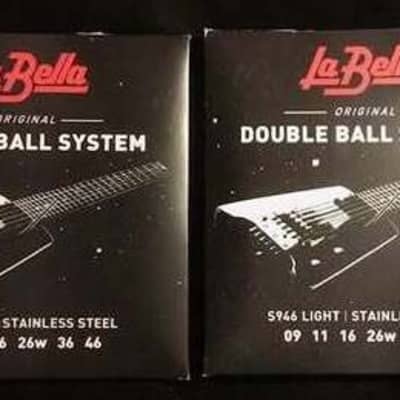 Bella
ORIGINAL
BALL SYSTEM
STAINLESS STEEL
6 26w 36 46
La Bella
ORIGINAL
DOUBLE BALL
S946 LIGHT | STAINLE
09 11 16 26w